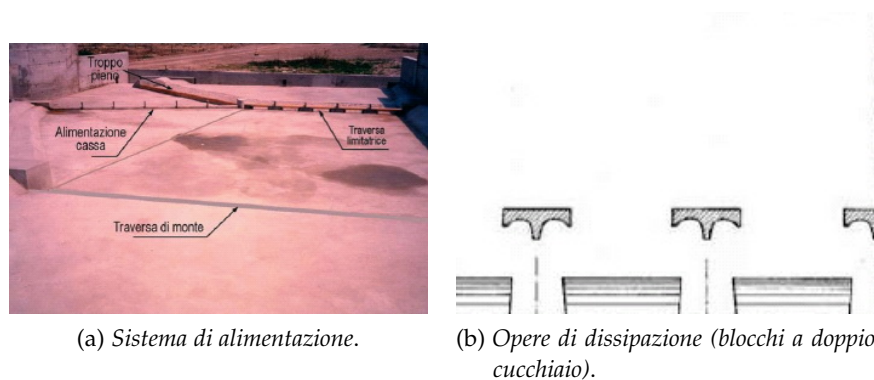 Troppo
pieno
Alimentazione
cassa
Traversa
limitatrice
Traversa di monte
(a) Sistema di alimentazione.
(b) Opere di dissipazione (blocchi a doppio
cucchiaio).